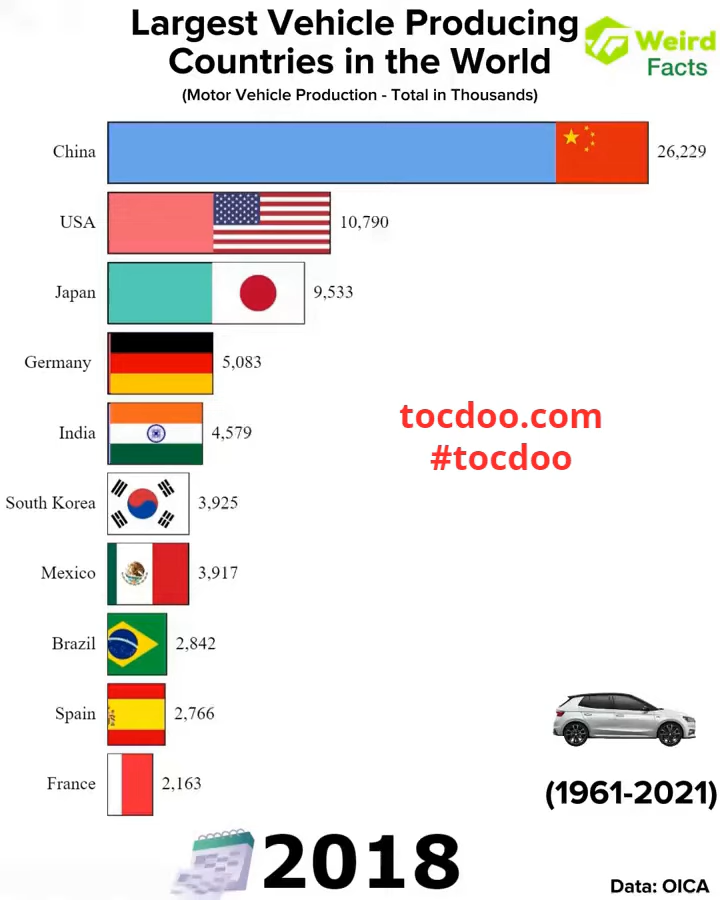 Largest Vehicle Producing
Countries in the World
(Motor Vehicle Production - Total in Thousands)
Weird
Facts
China 26,229
USA 10,790
Japan 9,533
Germany 5,083
India 4,579
tocdoo.com
#tocdoo
South Korea 3,925
Mexico 3,917
Brazil 2,842
Spain 2,766
France 2,163
(1961-2021)
2018
Data: OICA